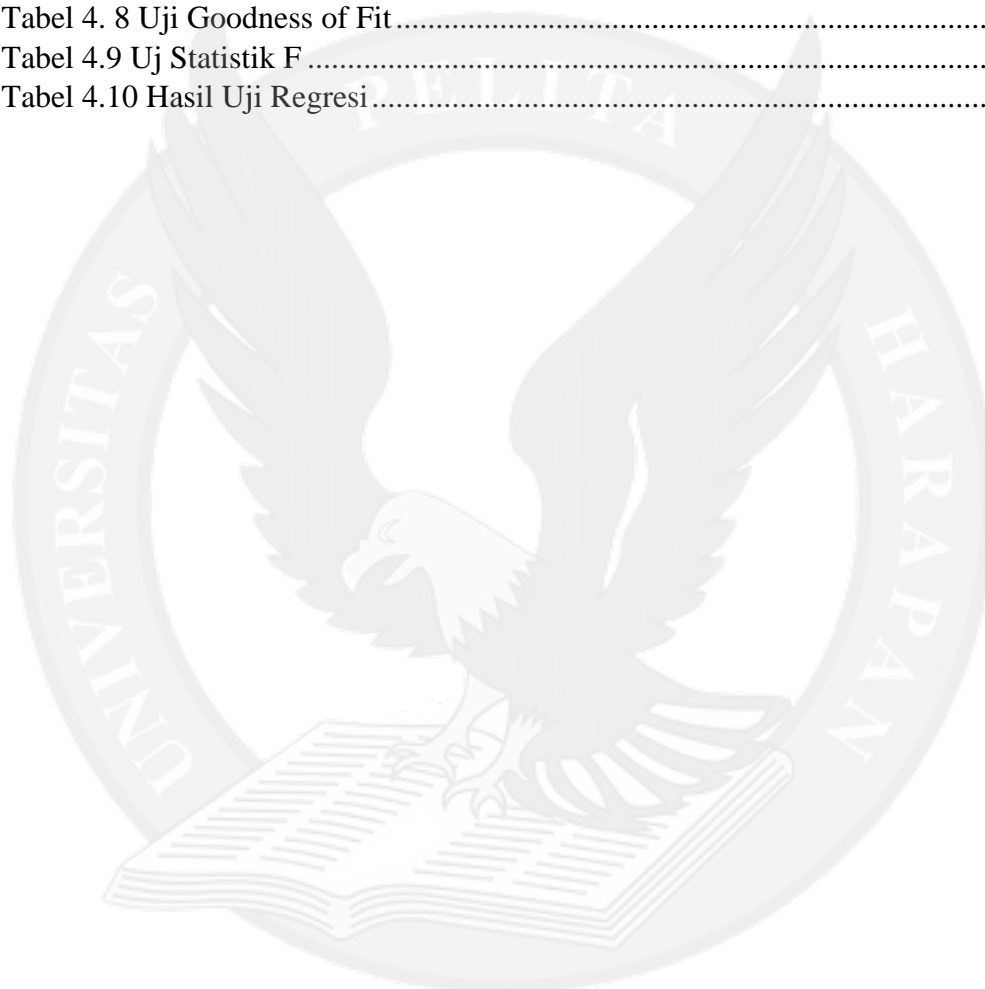 Tabel 4. 8 Uji Goodness of Fit........................................................................................
Tabel 4.9 Uj Statistik F....................................................................................................
Tabel 4.10 Hasil Uji Regresi...........................................................................................
UNIVERSITAS PELITA HARAPAN